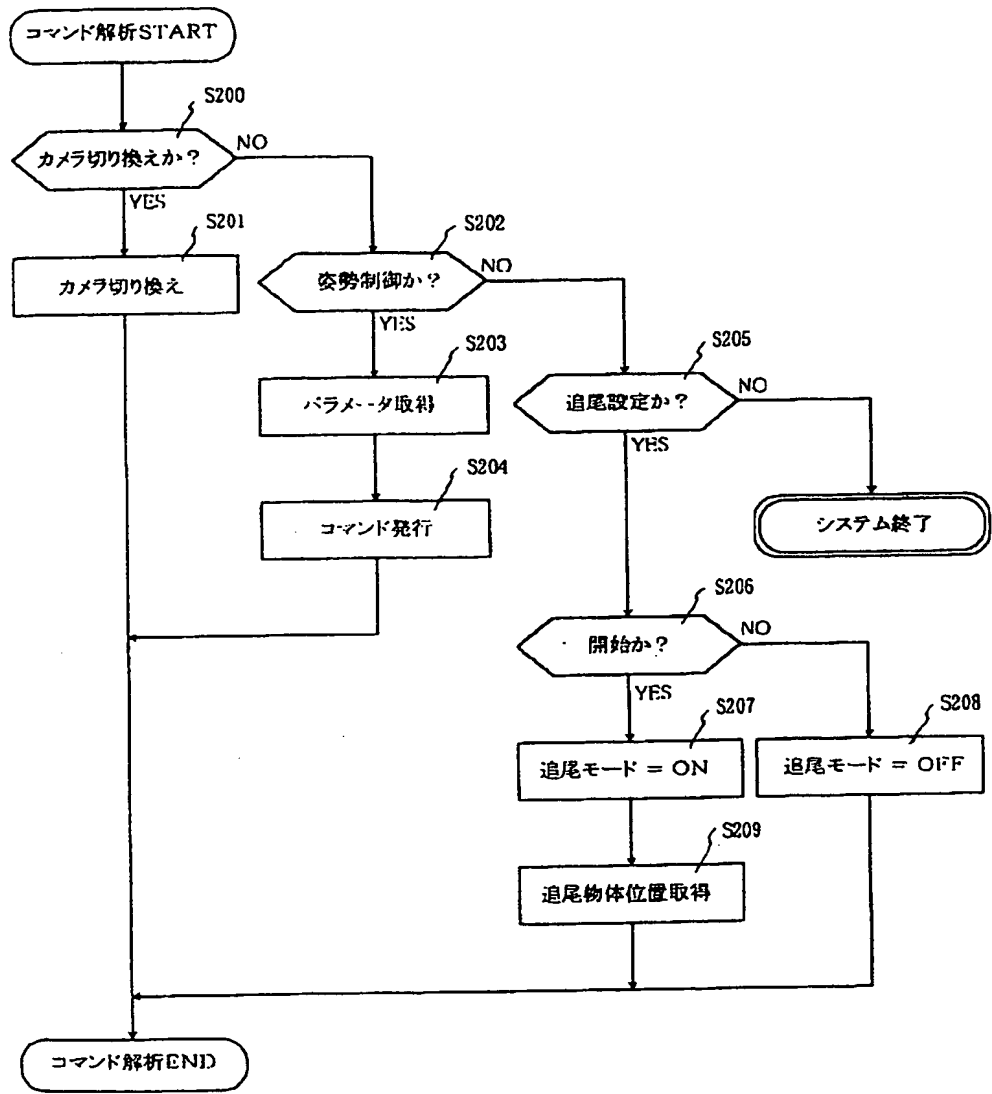 コマンド解析START
S200
カメラ切り換えか?
NO
YES
S201
カメラ切り換え
S202
姿勢制御か?
NO
YES
S203
パラメータ取得
S204
コマンド発行
S205
追尾設定か?
NO
YES
システム終了
S206
開始か?
NO
YES
S207
追尾モード = ON
S208
追尾モード = OFF
S209
追尾物体位置取得
コマンド解析END